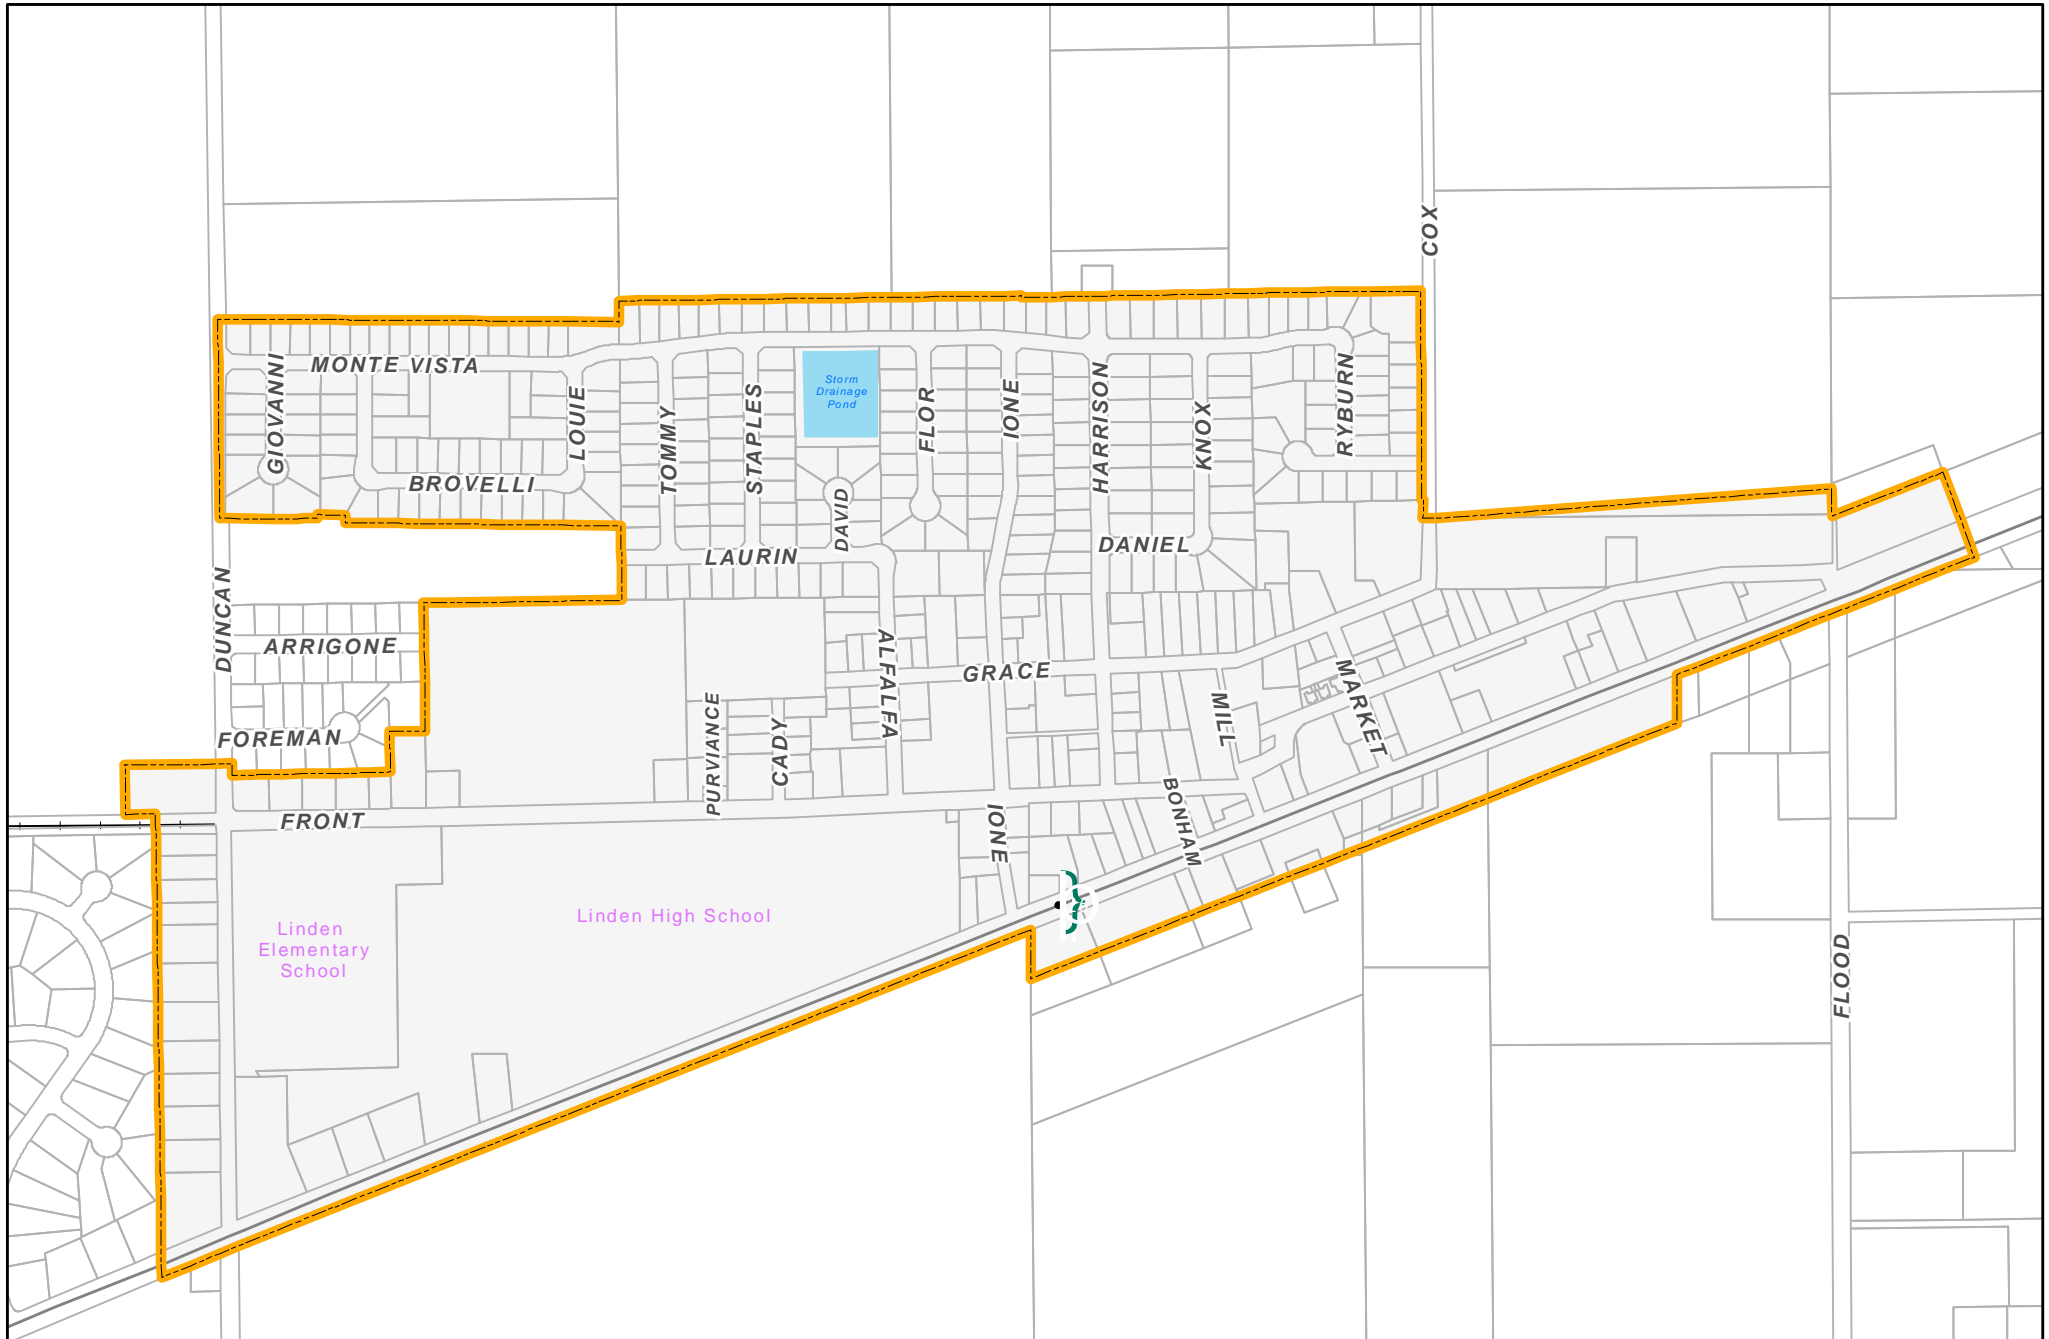 COX
Storm
Drainage
Pond
MONTE VISTA
GIOVANNI
LOUIE
TOMMY
STAPLES
FLOR
IONE
HARRISON
KNOX
RYBURN
BROVELLI
DAVID
LAURIN
DANIEL
DUNCAN
ARRIGONE
ALFALFA
GRACE
MILL
MARKET
FOREMAN
PURVIANCE
CADY
FRONT
IONE
BONHAM
Linden
Elementary
School
Linden High School
FLOOD